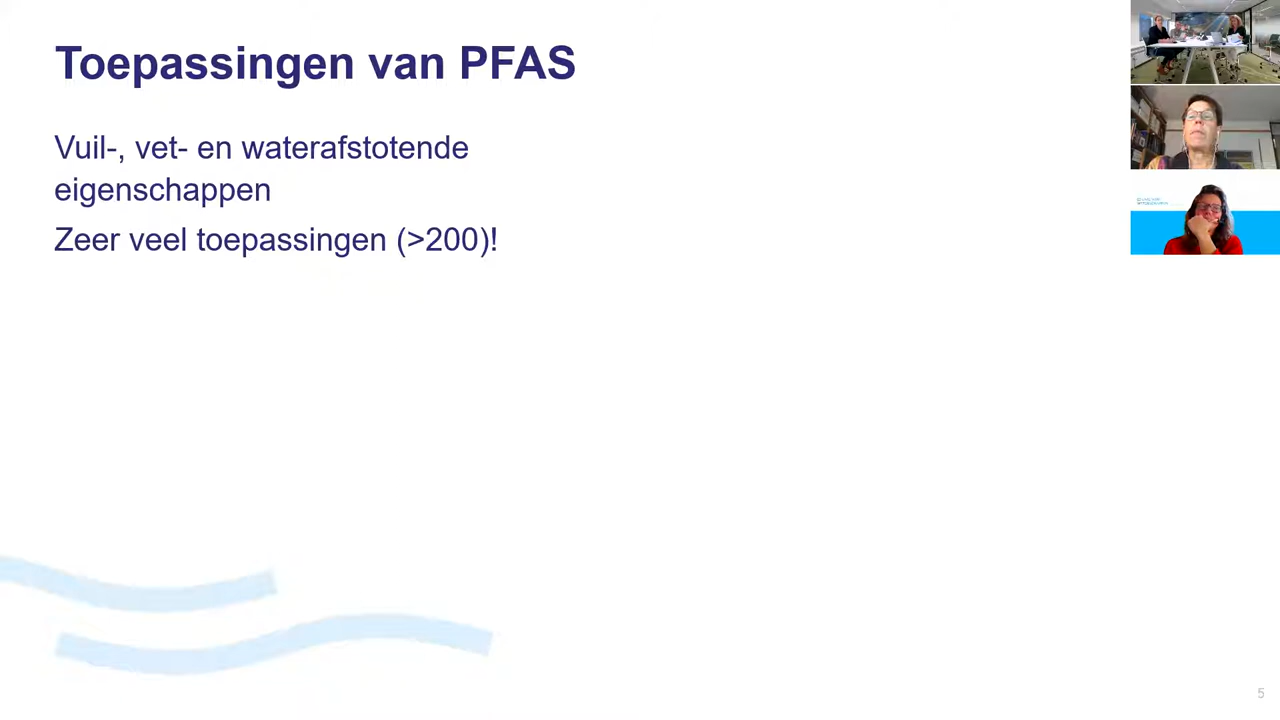 Toepassingen van PFAS
Vuil-, vet- en waterafstotende
eigenschappen
Zeer veel toepassingen (>200)!
5